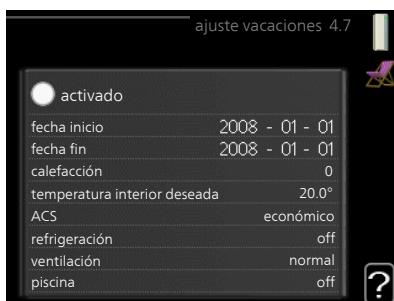 ajuste vacaciones 4.7
activado
fecha inicio 2008 - 01 - 01
fecha fin 2008 - 01 - 01
calefacción 0
temperatura interior deseada 20.0°
ACS económico
refrigeración off
ventilación normal
piscina off
?